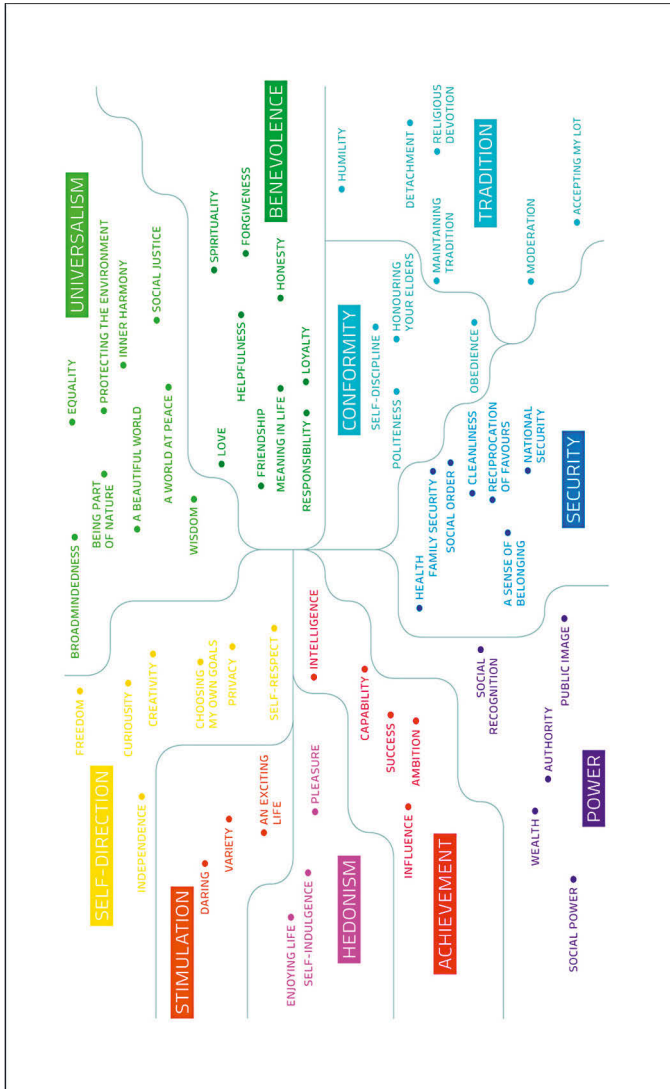 UNIVERSALISM
EQUALITY
BROADMINDEDNESS
BEING PART
OF NATURE
PROTECTING THE ENVIRONMENT
INNER HARMONY
A BEAUTIFUL WORLD
SOCIAL JUSTICE
A WORLD AT PEACE
WISDOM
BENEVOLENCE
SPIRITUALITY
FORGIVENESS
HELPFULNESS
HONESTY
LOVE
FRIENDSHIP
MEANING IN LIFE
LOYALTY
RESPONSIBILITY
TRADITION
HUMILITY
DETACHMENT
RELIGIOUS
DEVOTION
MAINTAINING
TRADITION
MODERATION
ACCEPTING MY LOT
CONFORMITY
SELF-DISCIPLINE
HONOURING
YOUR ELDERS
POLITENESS
OBEDIENCE
SECURITY
CLEANLINESS
RECIPROCATION
OF FAVOURS
NATIONAL
SECURITY
SOCIAL ORDER
FAMILY SECURITY
HEALTH
A SENSE OF
BELONGING
POWER
SOCIAL
RECOGNITION
PUBLIC IMAGE
AUTHORITY
WEALTH
SOCIAL POWER
ACHIEVEMENT
INTELLIGENCE
CAPABILITY
SUCCESS
AMBITION
INFLUENCE
HEDONISM
PLEASURE
SELF-INDULGENCE
ENJOYING LIFE
STIMULATION
AN EXCITING
LIFE
VARIETY
DARING
SELF-DIRECTION
FREEDOM
CURIOUSITY
CREATIVITY
CHOOSING
MY OWN GOALS
PRIVACY
SELF-RESPECT
INDEPENDENCE